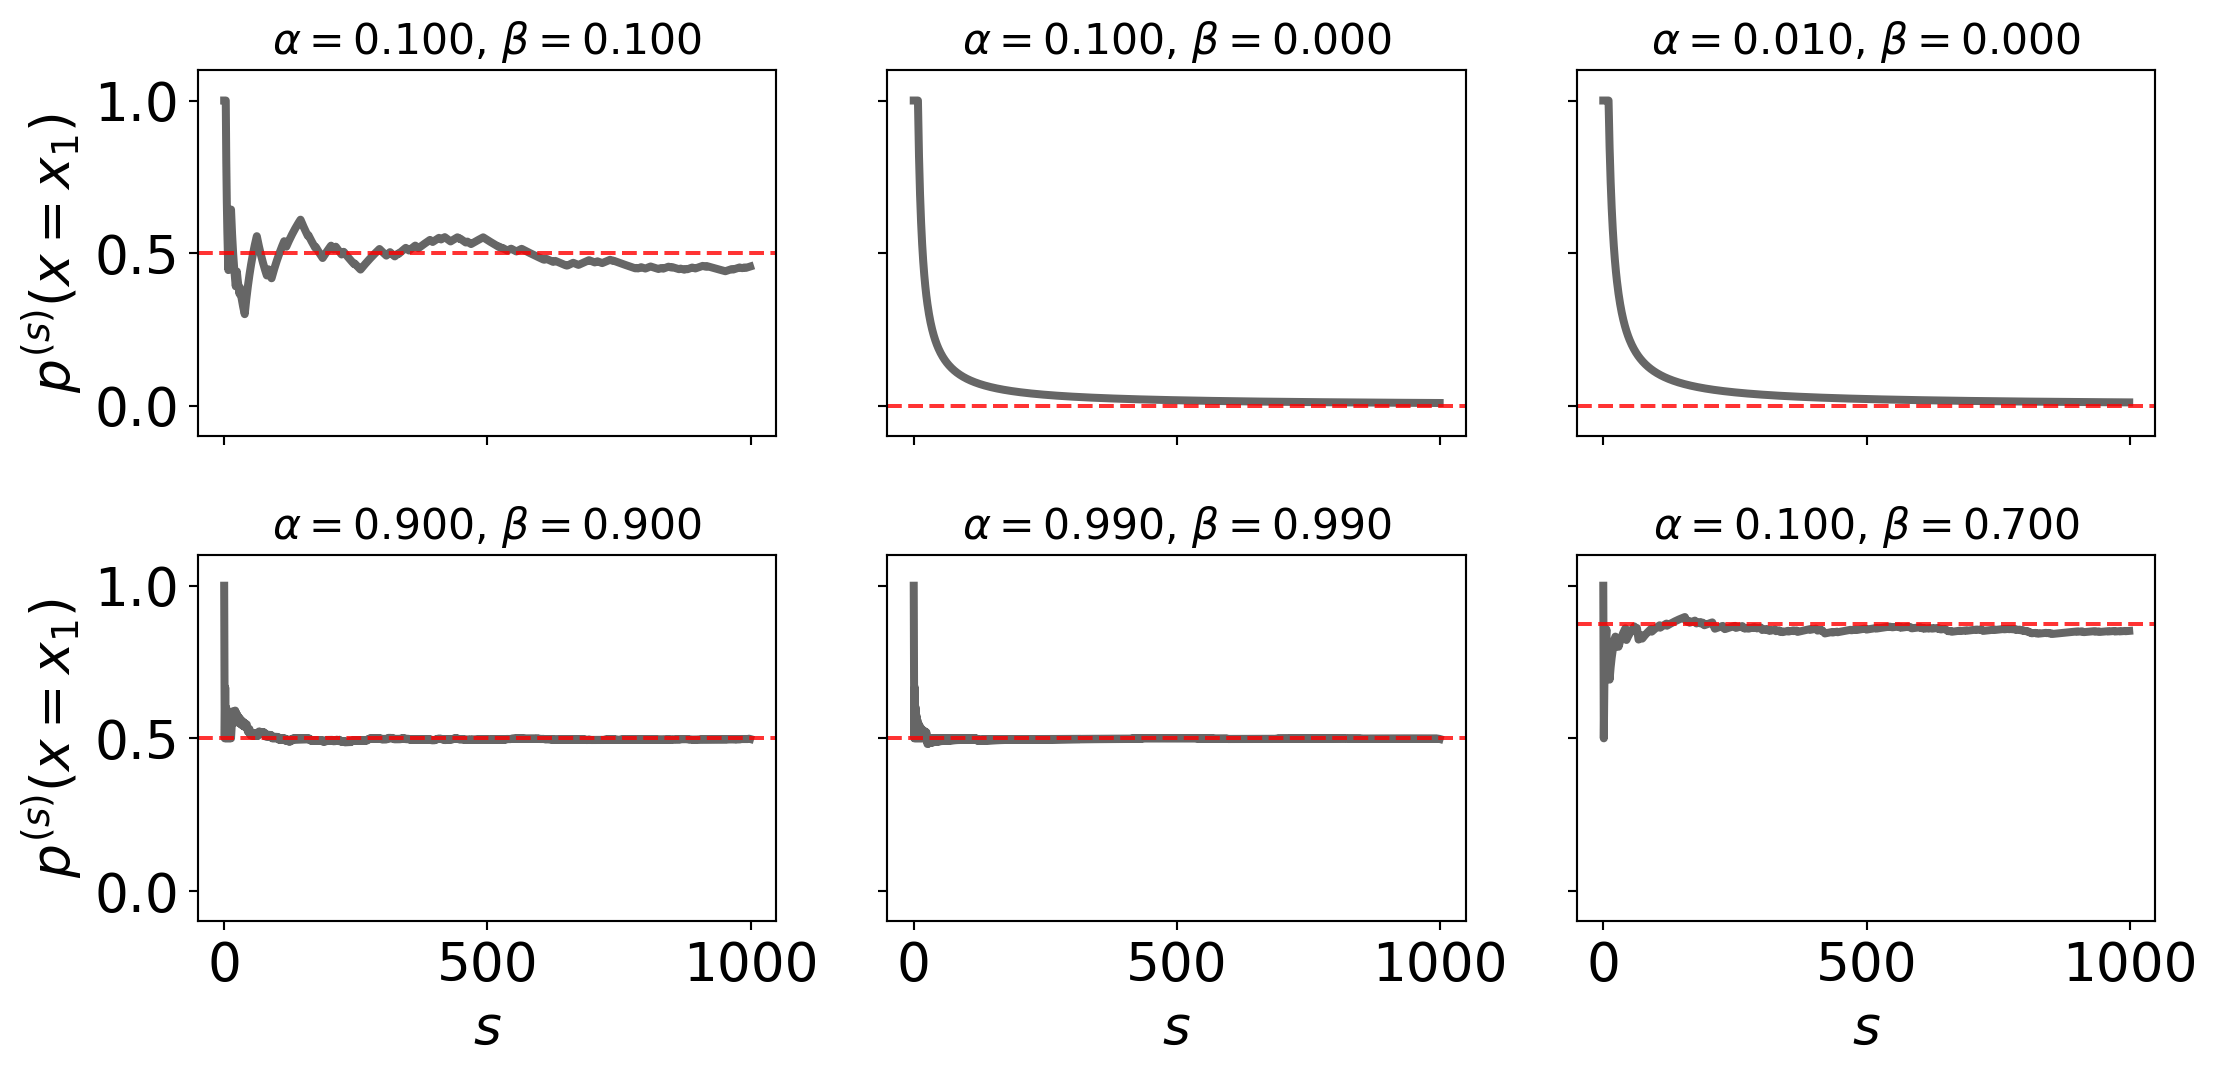 α = 0.100, β = 0.100
α = 0.100, β = 0.000
α = 0.010, β = 0.000
p^(s)(x = x₁)
1.0
0.5
0.0
α = 0.900, β = 0.900
α = 0.990, β = 0.990
α = 0.100, β = 0.700
p^(s)(x = x₁)
1.0
0.5
0.0
0 500 1000
0 500 1000
0 500 1000
s
s
s